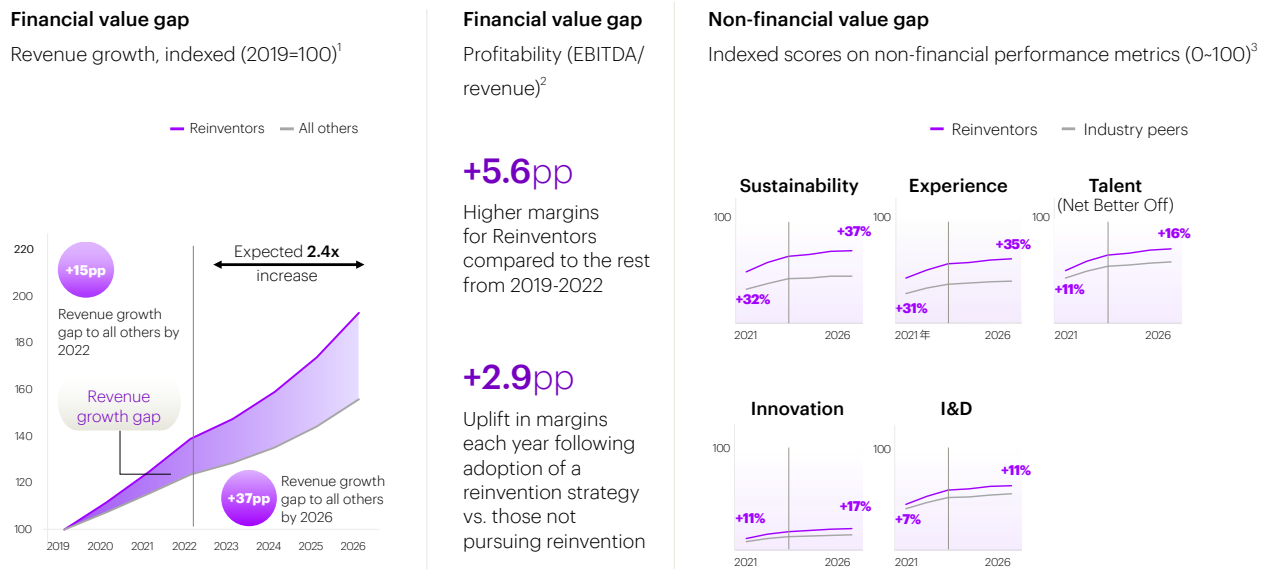 Financial value gap
Revenue growth, indexed (2019=100)1
Reinventors
All others
220
200
180
160
140
120
100
+15pp
Revenue growth
gap to all others by
2022
Expected 2.4x
increase
Revenue
growth gap
+37pp
Revenue growth
gap to all others
by 2026
2019 2020 2021 2022 2023 2024 2025 2026
Financial value gap
Profitability (EBITDA/
revenue)2
+5.6pp
Higher margins
for Reinventors
compared to the rest
from 2019-2022
+2.9pp
Uplift in margins
each year following
adoption of a
reinvention strategy
vs. those not
pursuing reinvention
Non-financial value gap
Indexed scores on non-financial performance metrics (0~100)3
Reinventors
Industry peers
Sustainability
100
+37%
+32%
2021 2026
Experience
100
+35%
+31%
2021年 2026
Talent
(Net Better Off)
100
+16%
+11%
2021 2026
Innovation
100
+17%
+11%
2021 2026
I&D
100
+11%
+7%
2021 2026